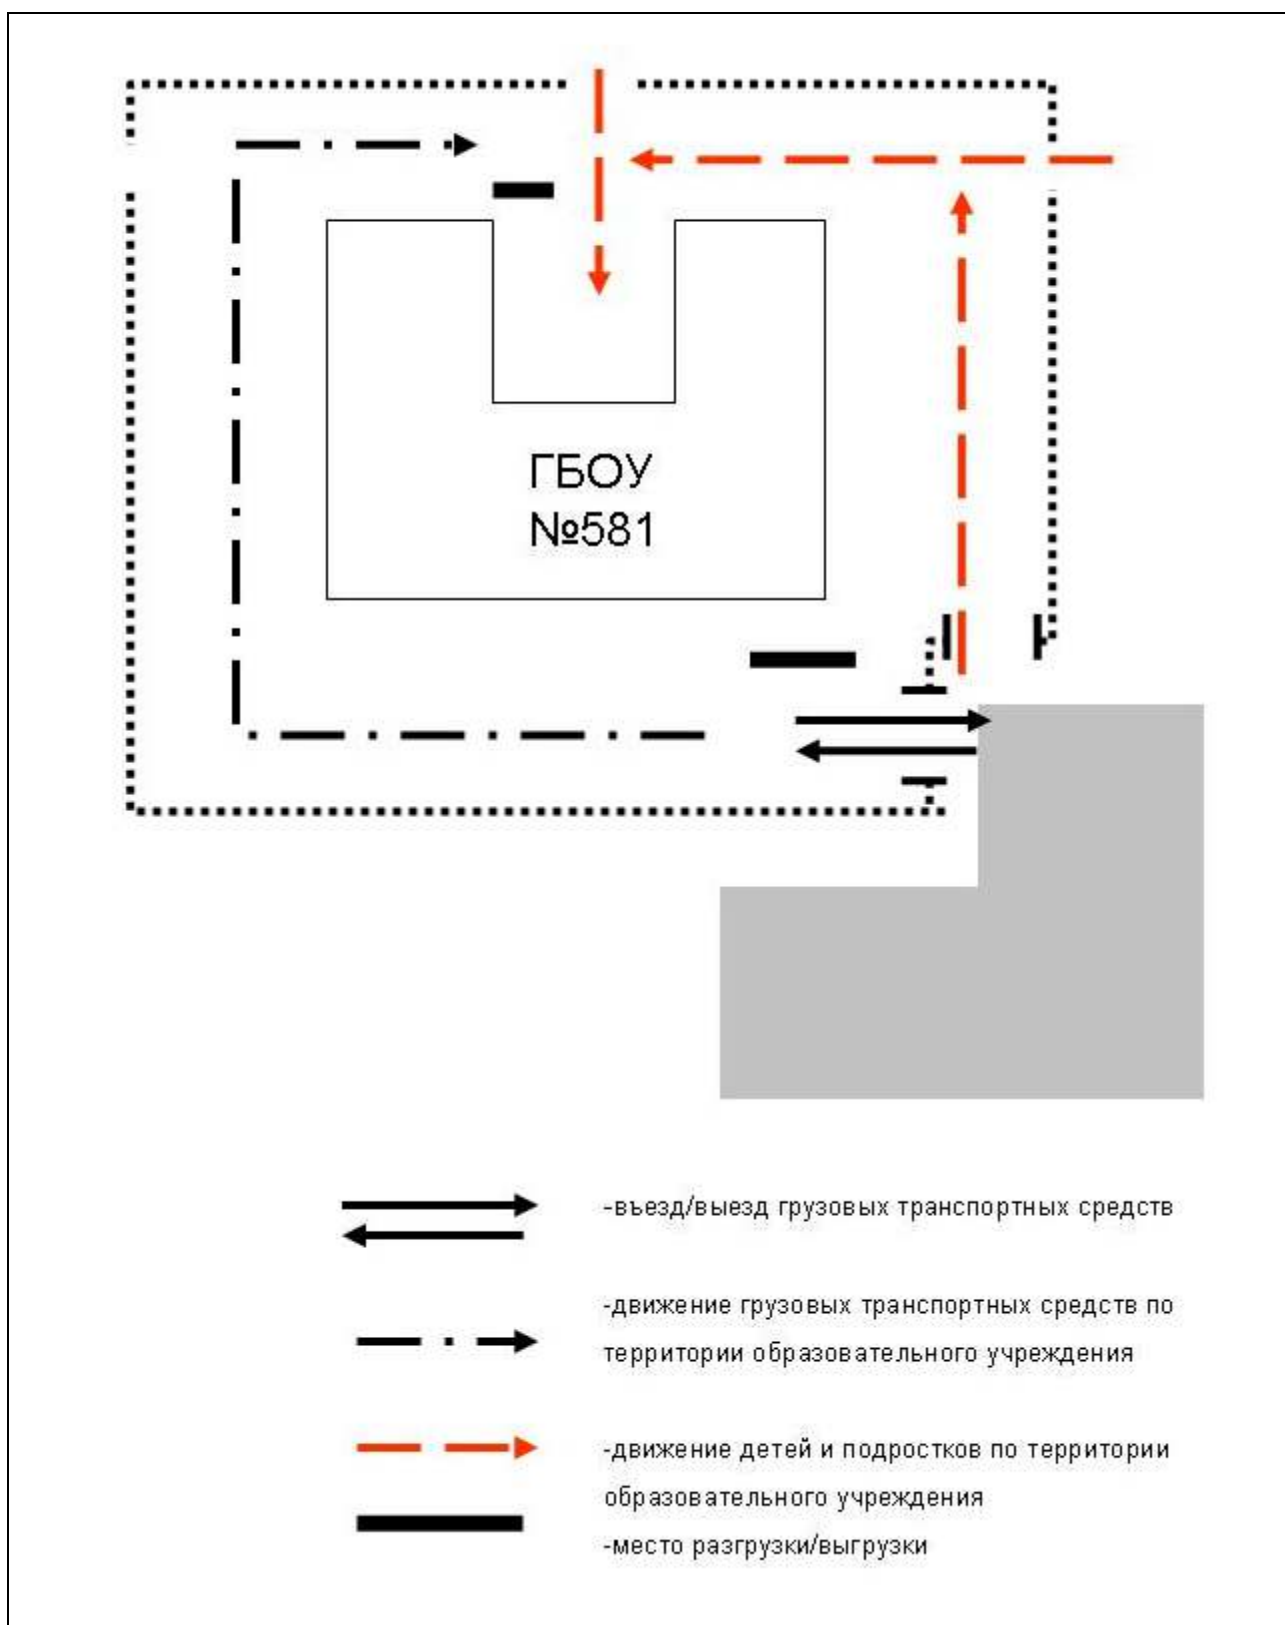 ГБОУ
№581
-въезд/выезд грузовых транспортных средств
-движение грузовых транспортных средств по
территории образовательного учреждения
-движение детей и подростков по территории
образовательного учреждения
-место разгрузки/выгрузки